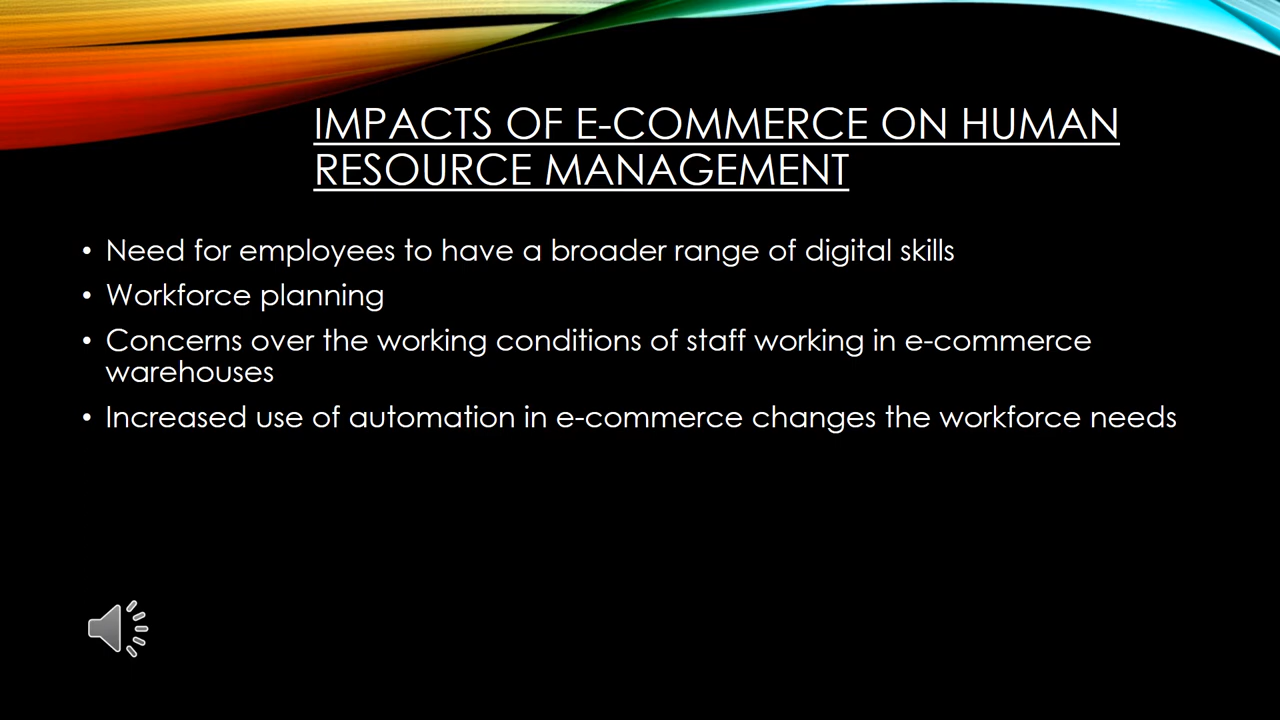 IMPACTS OF E-COMMERCE ON HUMAN
RESOURCE MANAGEMENT
• Need for employees to have a broader range of digital skills
• Workforce planning
• Concerns over the working conditions of staff working in e-commerce
warehouses
• Increased use of automation in e-commerce changes the workforce needs